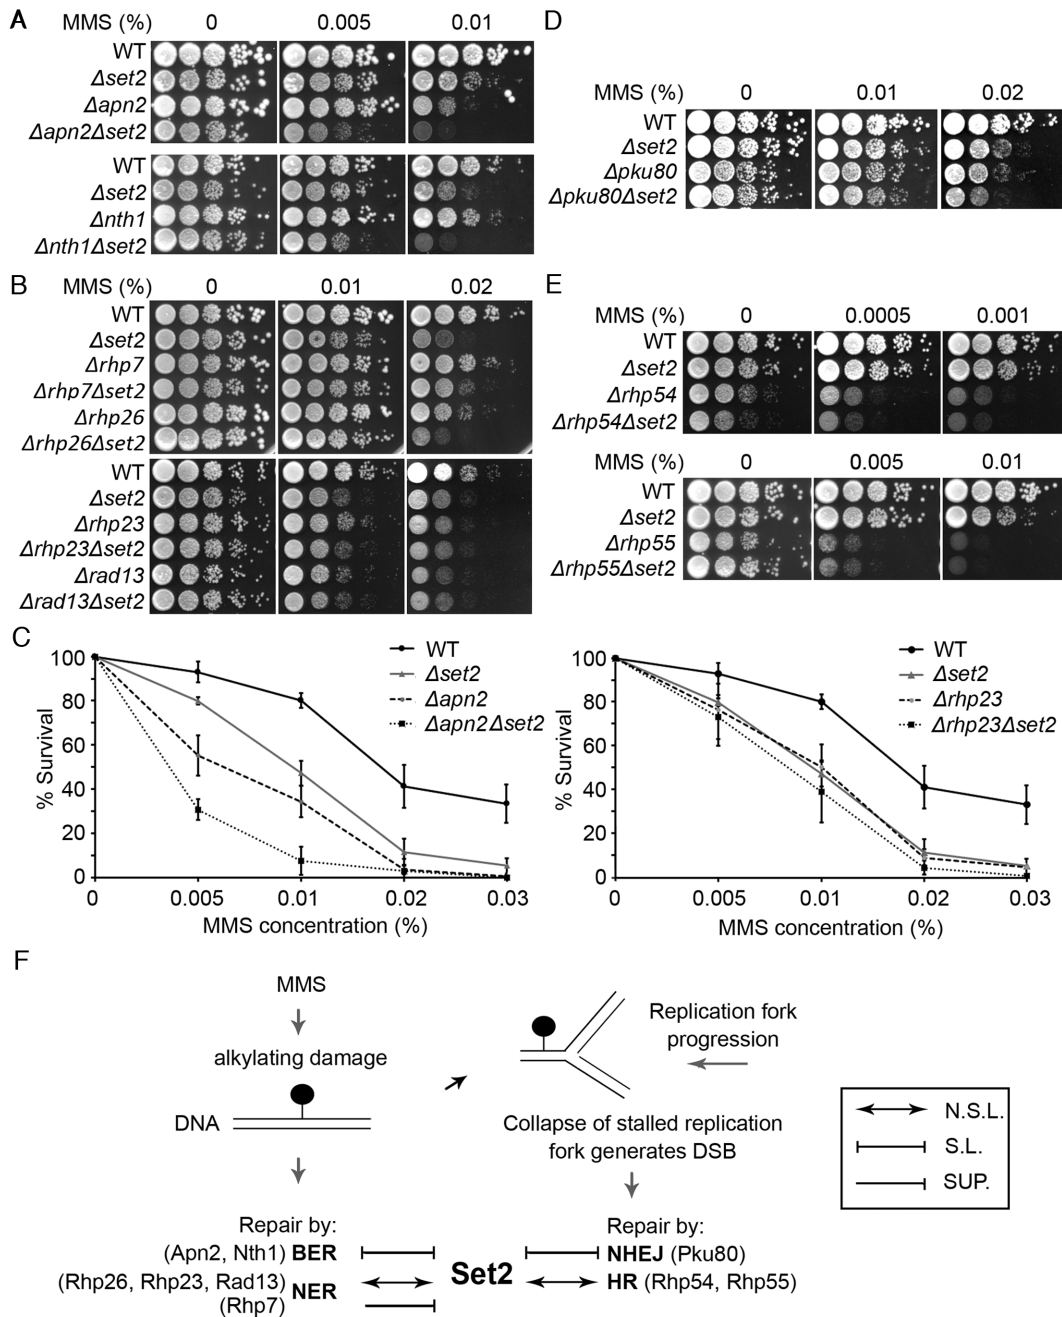 A
MMS (%) 0 0.005 0.01
WT
Δset2
Δapn2
Δapn2Δset2
WT
Δset2
Δnth1
Δnth1Δset2
B
MMS (%) 0 0.01 0.02
WT
Δset2
Δrhp7
Δrhp7Δset2
Δrhp26
Δrhp26Δset2
WT
Δset2
Δrhp23
Δrhp23Δset2
Δrad13
Δrad13Δset2
D
MMS (%) 0 0.01 0.02
WT
Δset2
Δpku80
Δpku80Δset2
E
MMS (%) 0 0.0005 0.001
WT
Δset2
Δrhp54
Δrhp54Δset2
MMS (%) 0 0.005 0.01
WT
Δset2
Δrhp55
Δrhp55Δset2
C
% Survival
100
80
60
40
20
0
0 0.005 0.01 0.02 0.03
MMS concentration (%)
WT
Δset2
Δapn2
Δapn2Δset2
% Survival
100
80
60
40
20
0
0 0.005 0.01 0.02 0.03
MMS concentration (%)
WT
Δset2
Δrhp23
Δrhp23Δset2
F
MMS
alkylating damage
DNA
Replication fork
progression
Collapse of stalled replication
fork generates DSB
N.S.L.
S.L.
SUP.
Repair by:
(Apn2, Nth1) BER
(Rhp26, Rhp23, Rad13)
NER
(Rhp7)
Set2
Repair by:
NHEJ (Pku80)
HR (Rhp54, Rhp55)